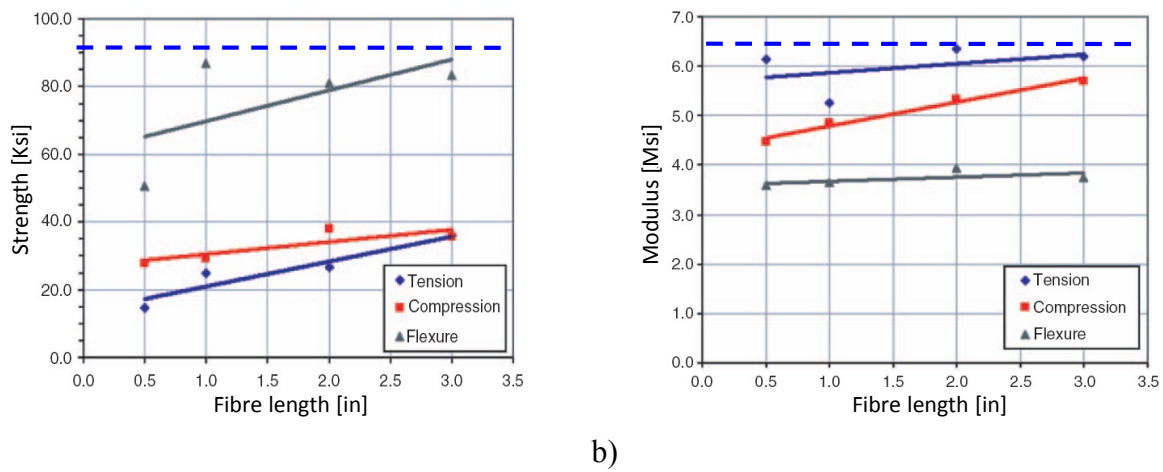 100.0
80.0
60.0
40.0
20.0
0.0
Strength [Ksi]
Tension
Compression
Flexure
0.0 0.5 1.0 1.5 2.0 2.5 3.0 3.5
Fibre length [in]
7.0
6.0
5.0
4.0
3.0
2.0
1.0
0.0
Modulus [Msi]
Tension
Compression
Flexure
0.0 0.5 1.0 1.5 2.0 2.5 3.0 3.5
Fibre length [in]
b)